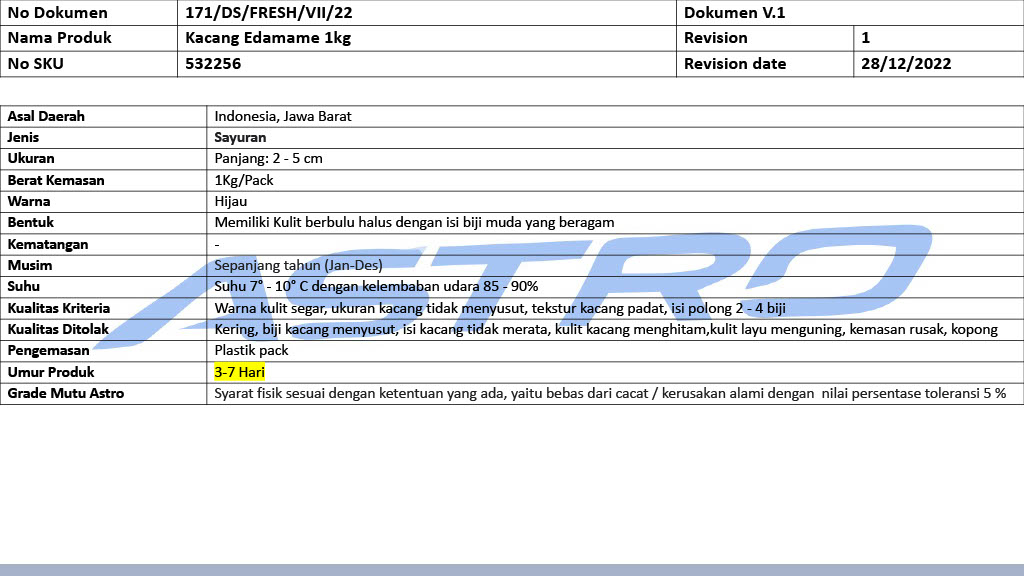 No Dokumen 171/DS/FRESH/VII/22 Dokumen V.1
Nama Produk Kacang Edamame 1kg Revision 1
No SKU 532256 Revision date 28/12/2022
Asal Daerah Indonesia, Jawa Barat
Jenis Sayuran
Ukuran Panjang: 2 - 5 cm
Berat Kemasan 1Kg/Pack
Warna Hijau
Bentuk Memiliki Kulit berbulu halus dengan isi biji muda yang beragam
Kematangan -
Musim Sepanjang tahun (Jan-Des)
Suhu Suhu 7° - 10° C dengan kelembaban udara 85 - 90%
Kualitas Kriteria Warna kulit segar, ukuran kacang tidak menyusut, tekstur kacang padat, isi polong 2 - 4 biji
Kualitas Ditolak Kering, biji kacang menyusut, isi kacang tidak merata, kulit kacang menghitam,kulit layu menguning, kemasan rusak, kopong
Pengemasan Plastik pack
Umur Produk 3-7 Hari
Grade Mutu Astro Syarat fisik sesuai dengan ketentuan yang ada, yaitu bebas dari cacat / kerusakan alami dengan  nilai persentase toleransi 5 %
ASTRO